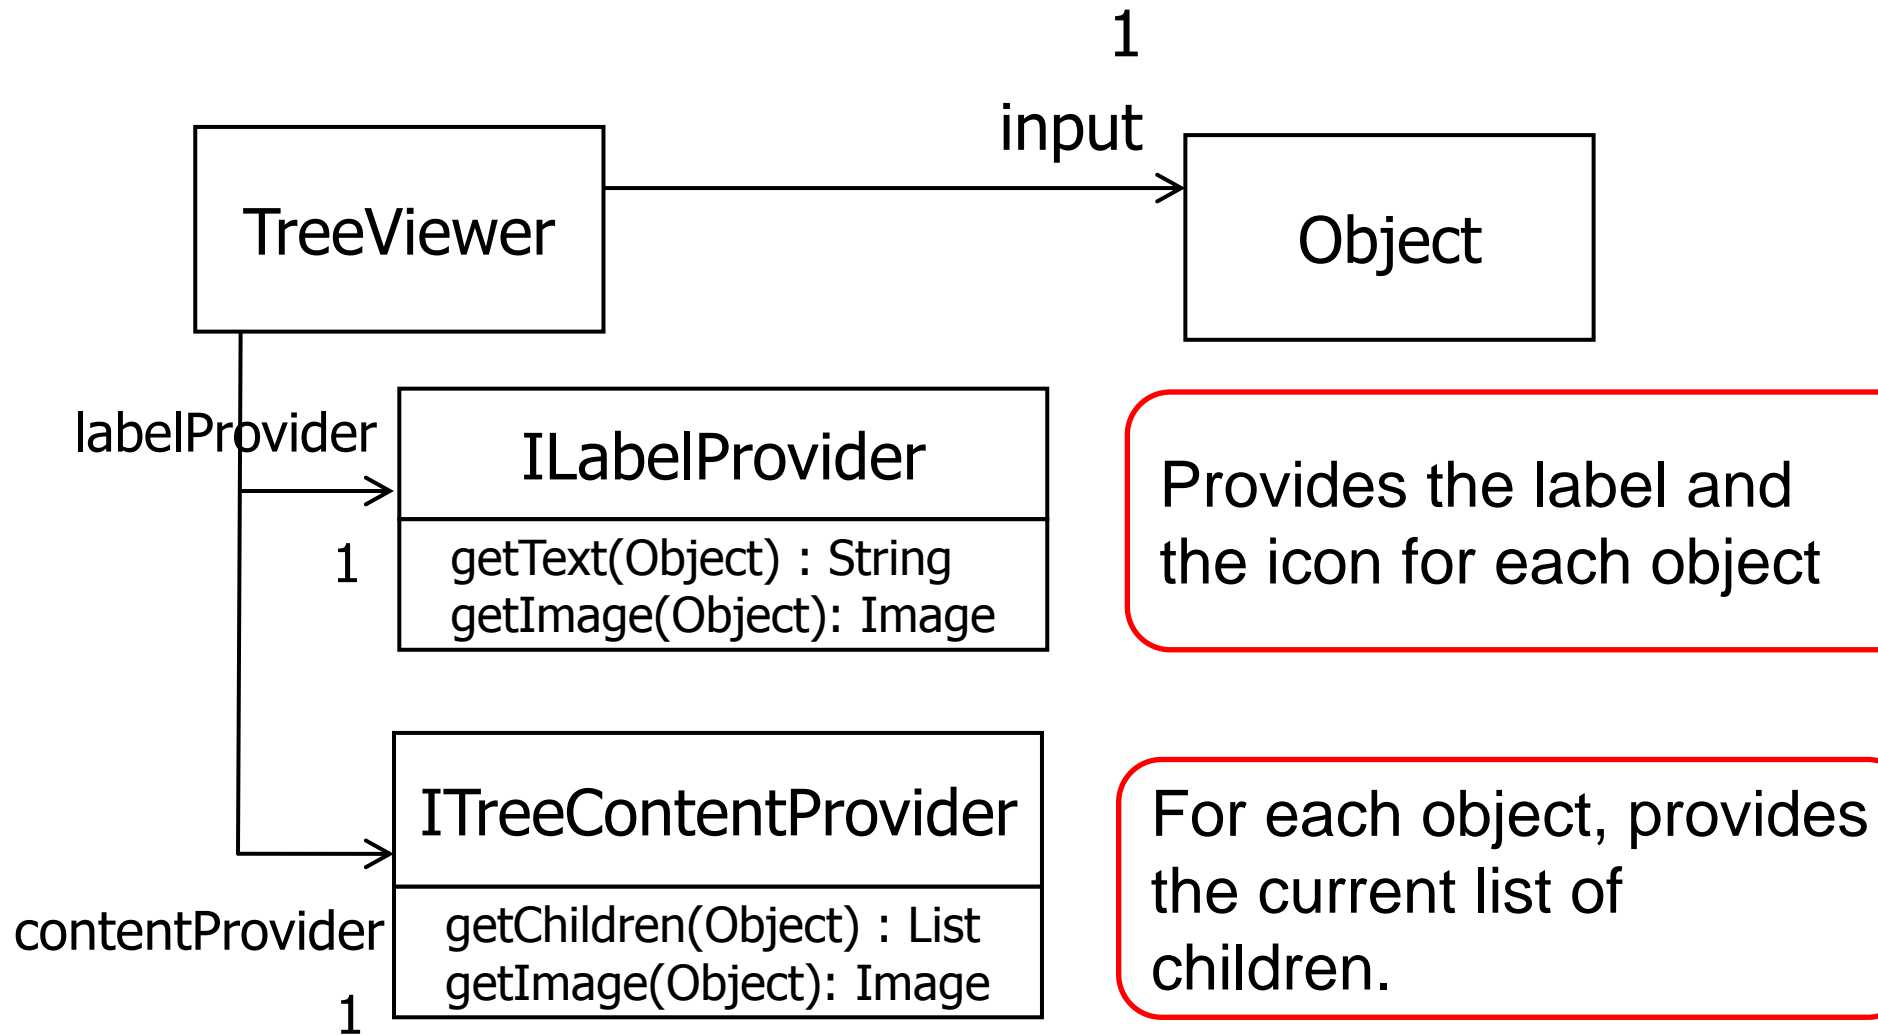 1
input
TreeViewer
Object
labelProvider
ILabelProvider
1
getText(Object) : String
getImage(Object): Image
Provides the label and
the icon for each object
ITreeContentProvider
contentProvider
1
getChildren(Object) : List
getImage(Object): Image
For each object, provides
the current list of
children.